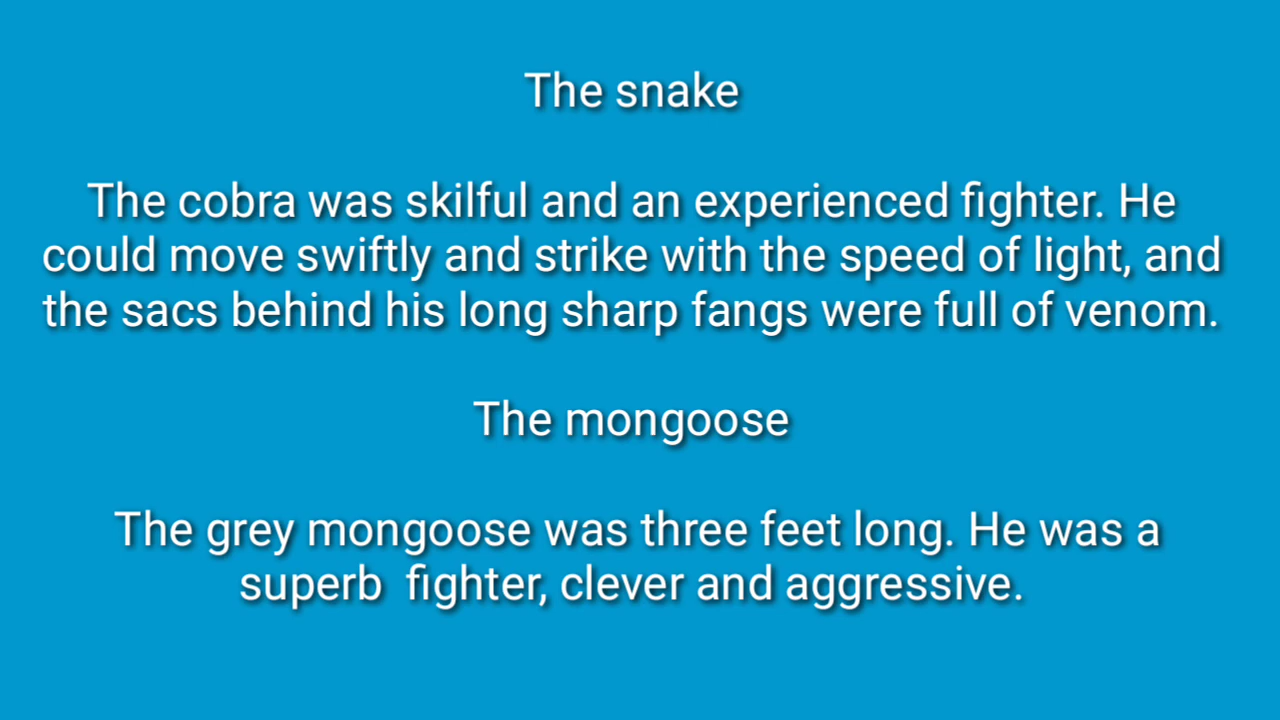 The snake
The cobra was skilful and an experienced fighter. He
could move swiftly and strike with the speed of light, and
the sacs behind his long sharp fangs were full of venom.
The mongoose
The grey mongoose was three feet long. He was a
superb  fighter, clever and aggressive.